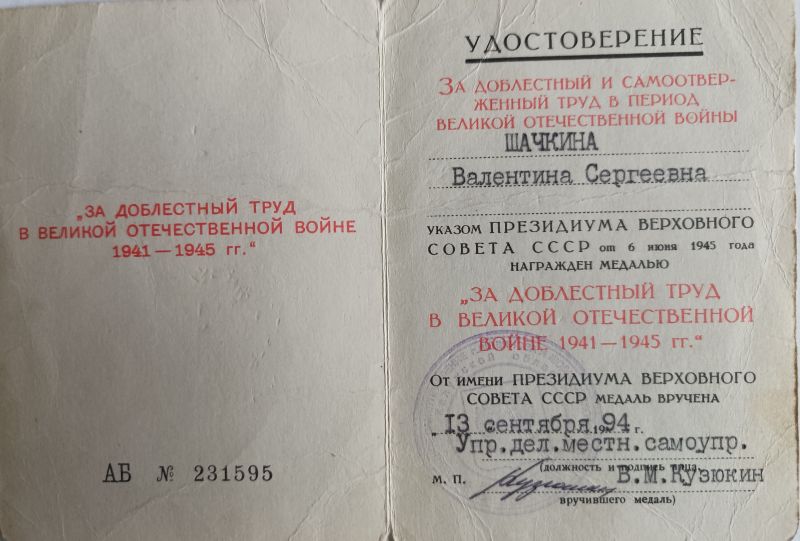 „ЗА ДОБЛЕСТНЫЙ ТРУД
В ВЕЛИКОЙ ОТЕЧЕСТВЕННОЙ ВОЙНЕ
1941—1945 гг.“
АБ № 231595
УДОСТОВЕРЕНИЕ
ЗА ДОБЛЕСТНЫЙ И САМООТВЕР-
ЖЕННЫЙ ТРУД В ПЕРИОД
ВЕЛИКОЙ ОТЕЧЕСТВЕННОЙ ВОЙНЫ
ШАЧКИНА
Валентина Сергеевна
УКАЗОМ ПРЕЗИДИУМА ВЕРХОВНОГО
СОВЕТА СССР от 6 июня 1945 года
НАГРАЖДЕН МЕДАЛЬЮ
„ЗА ДОБЛЕСТНЫЙ ТРУД
В ВЕЛИКОЙ ОТЕЧЕСТВЕННОЙ
ВОЙНЕ 1941—1945 гг.“
ОТ ИМЕНИ ПРЕЗИДИУМА ВЕРХОВНОГО
СОВЕТА СССР МЕДАЛЬ ВРУЧЕНА
„13 сентября 1994 г.
Упр.дел.местн.самоупр.
(должность и подпись лица,
М. П. В.М.Кузюкин
вручившего медаль)